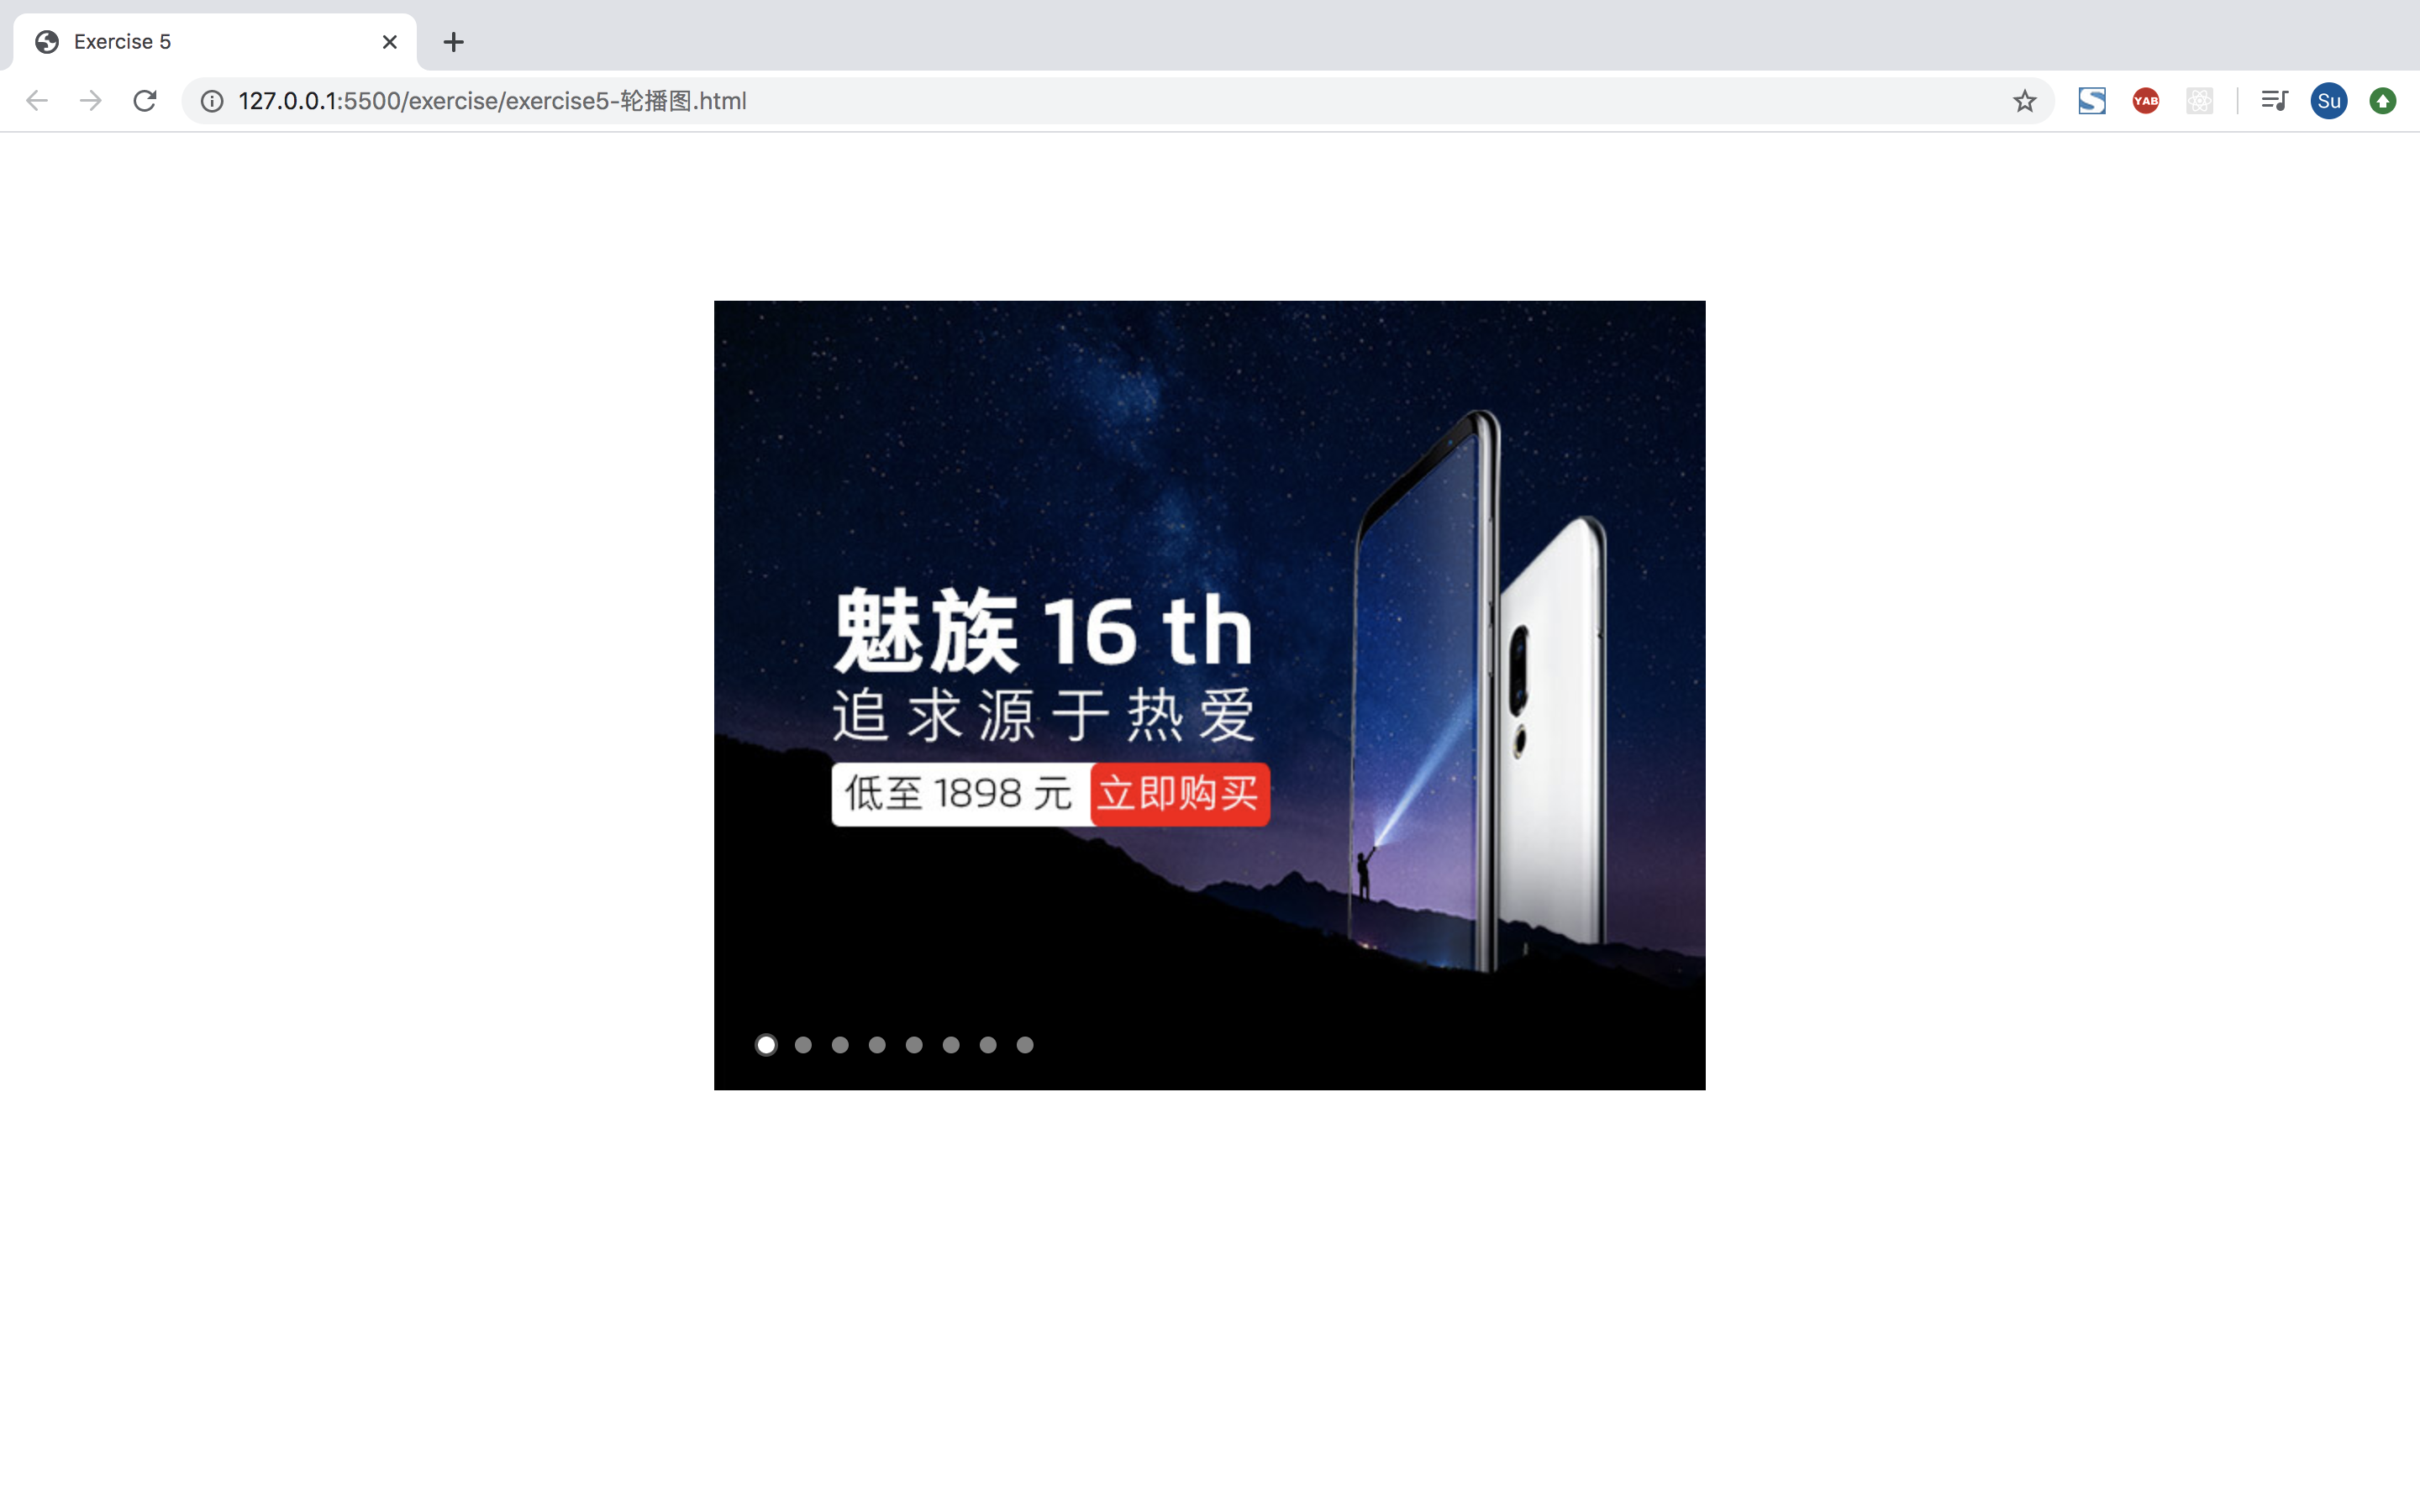 Exercise 5
127.0.0.1:5500/exercise/exercise5-轮播图.html
YAB
Su
魅族 16 th
追求源于热爱
低至 1898 元 立即购买